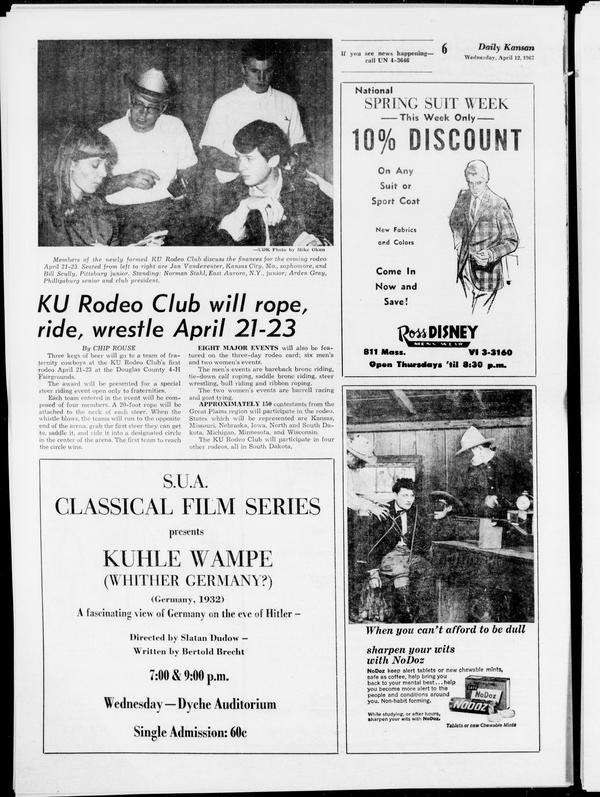 If you see news happening—
call UN 4-3646
6
Daily Kansan
Wednesday, April 12, 1967
—UDK Photo by Mike Okun
Members of the newly formed KU Rodeo Club discuss the finances for the coming rodeo
April 21-23. Seated from left to right are Jan Vandeventer, Kansas City, Mo., sophomore, and
Bill Scully, Pittsburg junior. Standing: Norman Stahl, East Aurora, N.Y., junior; Arden Gray,
Phillipsburg senior and club president.
KU Rodeo Club will rope,
ride, wrestle April 21-23
By CHIP ROUSE
Three kegs of beer will go to a team of fra-
ternity cowboys at the KU Rodeo Club's first
rodeo April 21-23 at the Douglas County 4-H
Fairgrounds.
The award will be presented for a special
steer riding event open only to fraternities.
Each team entered in the event will be com-
posed of four members. A 20-foot rope will be
attached to the neck of each steer. When the
whistle blows, the teams will run to the opposite
end of the arena, grab the first steer they can get
to, saddle it, and ride it into a designated circle
in the center of the arena. The first team to reach
the circle wins.
EIGHT MAJOR EVENTS will also be fea-
tured on the three-day rodeo card; six men's
and two women's events.
The men's events are bareback bronc riding,
tie-down calf roping, saddle bronc riding, steer
wrestling, bull riding and ribbon roping.
The two women's events are barrell racing
and goat tying.
APPROXIMATELY 150 contestants from the
Great Plains region will participate in the rodeo.
States which will be represented are Kansas,
Missouri, Nebraska, Iowa, North and South Da-
kota, Michigan, Minnesota, and Wisconsin.
The KU Rodeo Club will participate in four
other rodeos, all in South Dakota.
S.U.A.
CLASSICAL FILM SERIES
presents
KUHLE WAMPE
(WHITHER GERMANY?)
(Germany, 1932)
A fascinating view of Germany on the eve of Hitler –
Directed by Slatan Dudow –
Written by Bertold Brecht
7:00 & 9:00 p.m.
Wednesday—Dyche Auditorium
Single Admission: 60c
National
SPRING SUIT WEEK
— This Week Only —
10% DISCOUNT
On Any
Suit or
Sport Coat
New Fabrics
and Colors
Come In
Now and
Save!
Ross DISNEY
MENS WEAR
811 Mass. VI 3-3160
Open Thursdays 'til 8:30 p.m.
When you can't afford to be dull
sharpen your wits
with NoDoz
NoDoz keep alert tablets or new chewable mints,
safe as coffee, help bring you
back to your mental best...help
you become more alert to the
people and conditions around
you. Non-habit forming.
While studying, or after hours,
sharpen your wits with NoDoz.
NoDoz
NODOZ
Tablets or new Chewable Mints